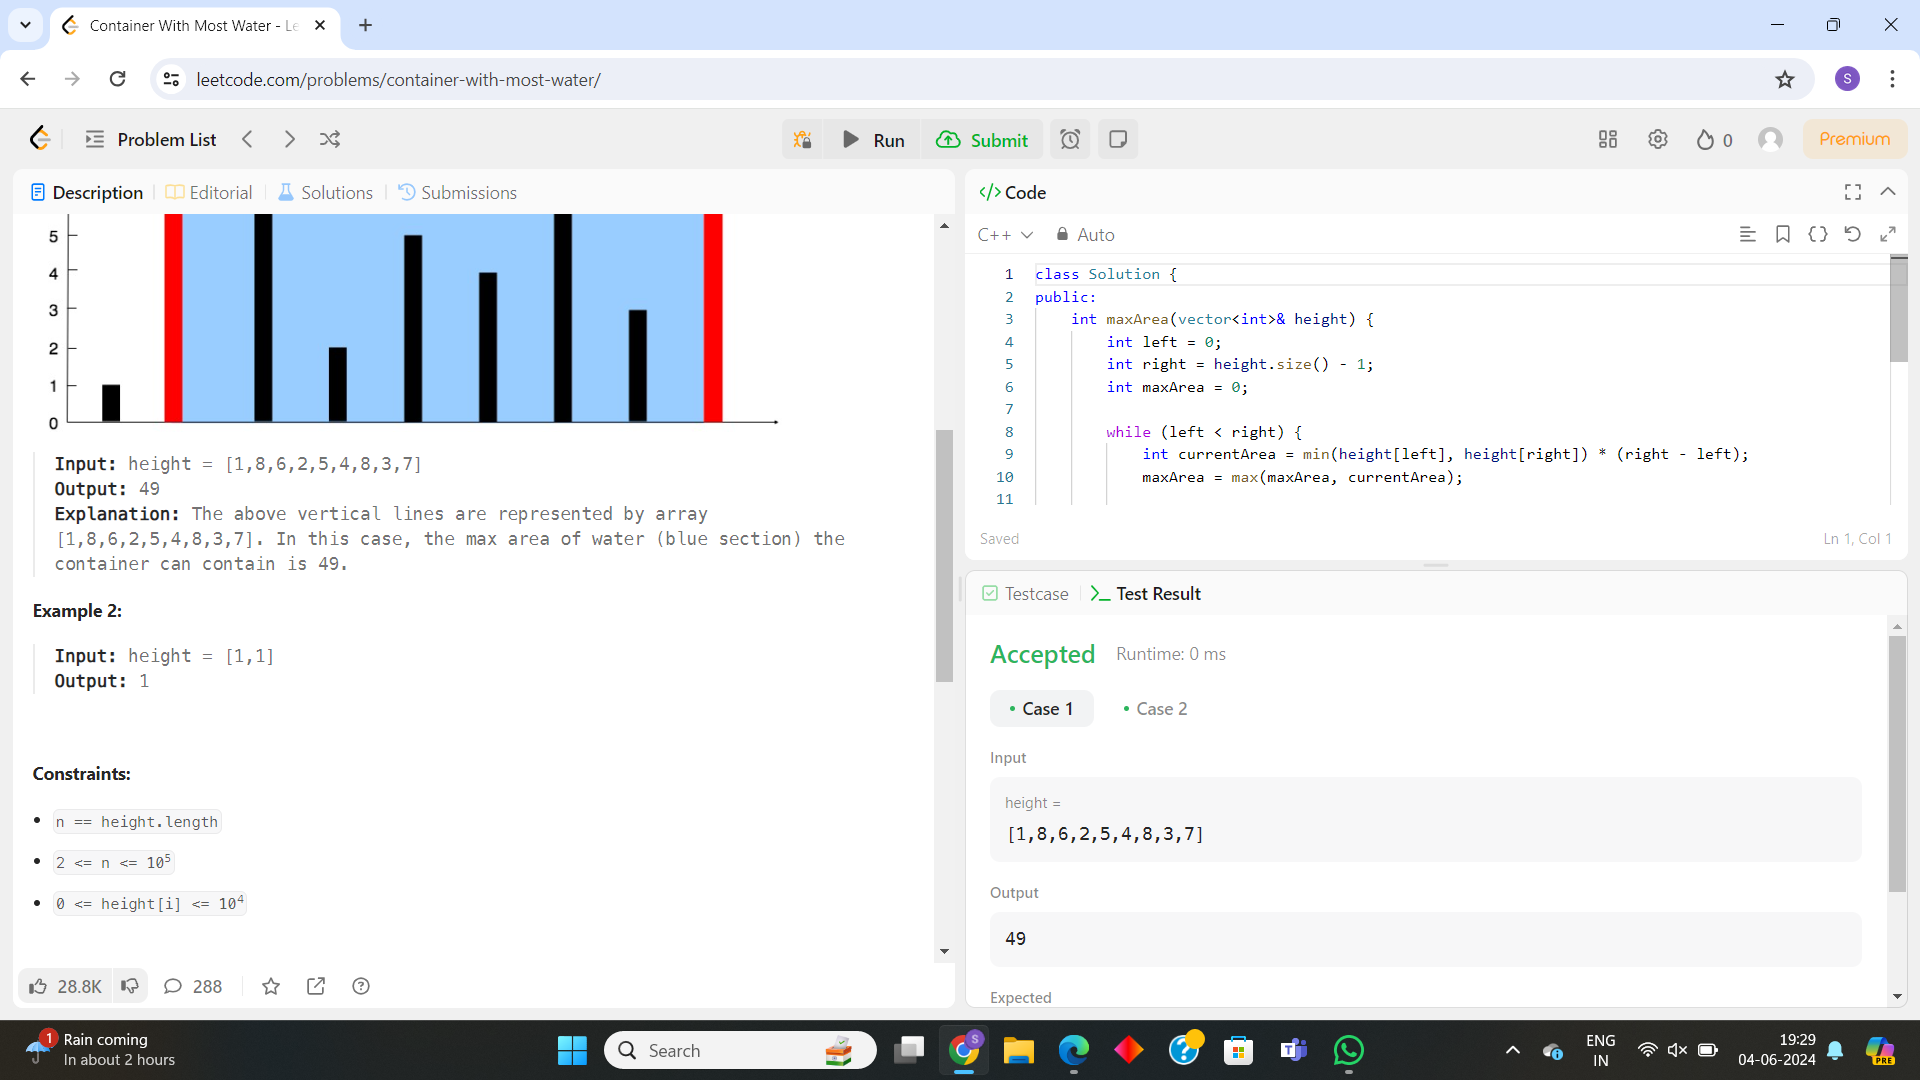 Container With Most Water - Le
leetcode.com/problems/container-with-most-water/
S
Problem List
Run
Submit
0
Premium
Description
Editorial
Solutions
Submissions
5
4
3
2
1
0
Input: height = [1,8,6,2,5,4,8,3,7]
Output: 49
Explanation: The above vertical lines are represented by array
[1,8,6,2,5,4,8,3,7]. In this case, the max area of water (blue section) the
container can contain is 49.
Example 2:
Input: height = [1,1]
Output: 1
Constraints:
• n == height.length
• 2 <= n <= 10⁵
• 0 <= height[i] <= 10⁴
28.8K
288
</> Code
C++
Auto
1 class Solution {
2 public:
3 int maxArea(vector<int>& height) {
4 int left = 0;
5 int right = height.size() - 1;
6 int maxArea = 0;
7
8 while (left < right) {
9 int currentArea = min(height[left], height[right]) * (right - left);
10 maxArea = max(maxArea, currentArea);
11
Saved
Ln 1, Col 1
Testcase
>_ Test Result
Accepted Runtime: 0 ms
• Case 1
• Case 2
Input
height =
[1,8,6,2,5,4,8,3,7]
Output
49
Expected
1
Rain coming
In about 2 hours
Search
S
ENG
IN
19:29
04-06-2024
PRE